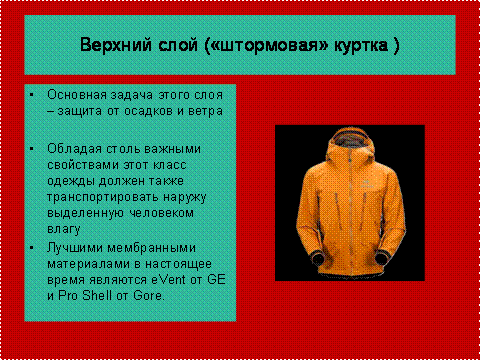 Верхний слой («штормовая» куртка )
• Основная задача этого слоя
– защита от осадков и ветра
• Обладая столь важными
свойствами этот класс
одежды должен также
транспортировать наружу
выделенную человеком
влагу
• Лучшими мембранными
материалами в настоящее
время являются eVent от GE
и Pro Shell от Gore.